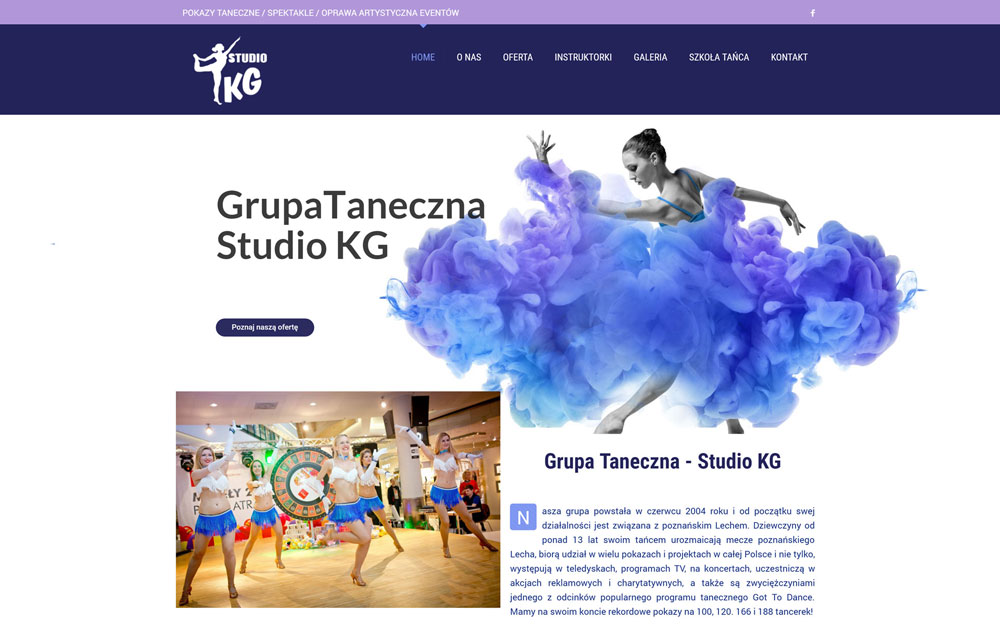 POKAZY TANECZNE / SPEKTAKLE / OPRAWA ARTYSTYCZNA EVENTÓW
STUDIO
KG
HOME O NAS OFERTA INSTRUKTORKI GALERIA SZKOŁA TAŃCA KONTAKT
GrupaTaneczna
Studio KG
Poznaj naszą ofertę
Grupa Taneczna - Studio KG
Nasza grupa powstała w czerwcu 2004 roku i od początku swej
działalności jest związana z poznańskim Lechem. Dziewczyny od
ponad 13 lat swoim tańcem urozmaicają mecze poznańskiego
Lecha, biorą udział w wielu pokazach i projektach w całej Polsce i nie tylko,
występują w teledyskach, programach TV, na koncertach, uczestniczą w
akcjach reklamowych i charytatywnych, a także są zwyciężczyniami
jednego z odcinków popularnego programu tanecznego Got To Dance.
Mamy na swoim koncie rekordowe pokazy na 100, 120. 166 i 188 tancerek!